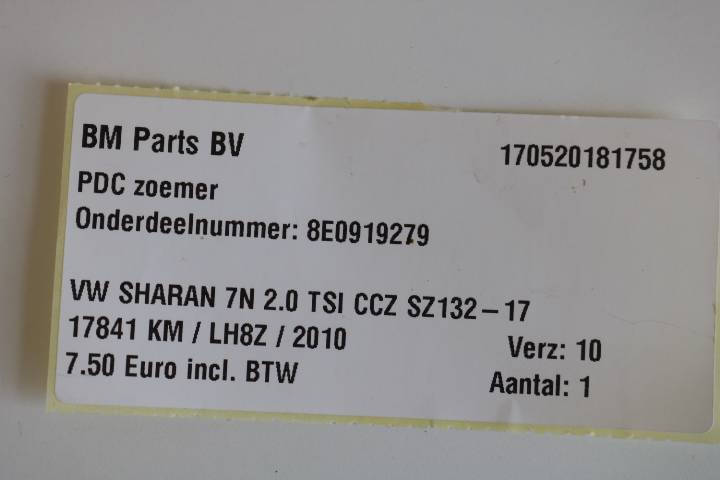 BM Parts BV 170520181758
PDC zoemer
Onderdeelnummer: 8E0919279
VW SHARAN 7N 2.0 TSI CCZ SZ132-17
17841 KM / LH8Z / 2010 Verz: 10
7.50 Euro incl. BTW Aantal: 1